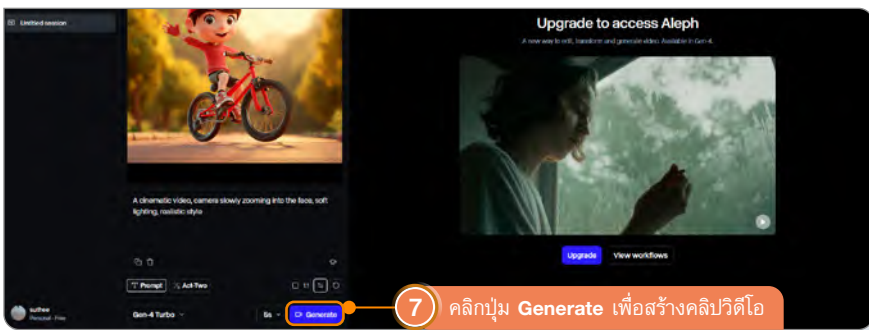 Untitled session
Upgrade to access Aleph
A new way to edit, transform and generate video. Available in Gen-4.
A cinematic video, camera slowly zooming into the face, soft
lighting, realistic style
Upgrade
View workflows
Prompt
Act-Two
suthee
Personal - Free
Gen-4 Turbo
5s
Generate
7 คลิกปุ่ม Generate เพื่อสร้างคลิปวิดีโอ